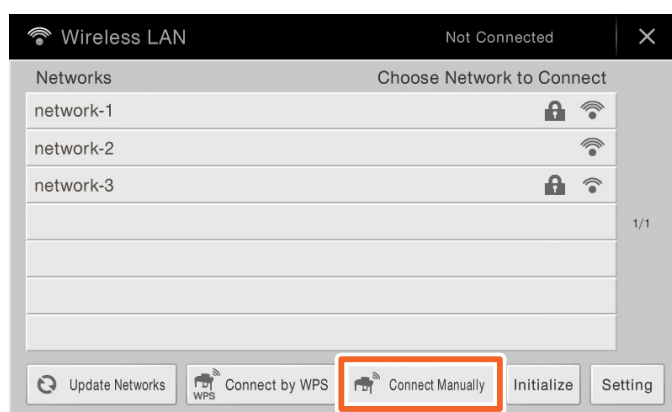 Wireless LAN Not Connected
Networks Choose Network to Connect
network-1
network-2
network-3
1/1
Update Networks WPS Connect by WPS Connect Manually Initialize Setting